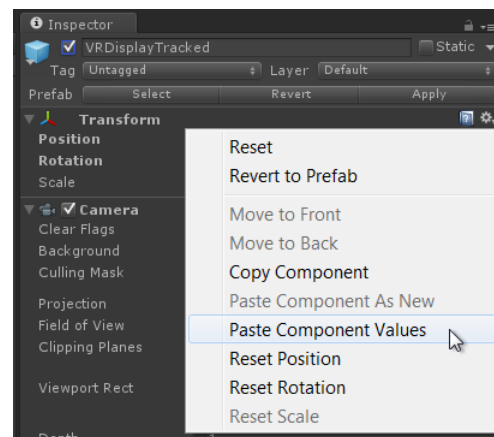 Inspector
VRDisplayTracked Static
Tag Untagged Layer Default
Prefab Select Revert Apply
Transform
Position
Rotation
Scale
Camera
Clear Flags
Background
Culling Mask
Projection
Field of View
Clipping Planes
Viewport Rect
Depth
Reset
Revert to Prefab
Move to Front
Move to Back
Copy Component
Paste Component As New
Paste Component Values
Reset Position
Reset Rotation
Reset Scale